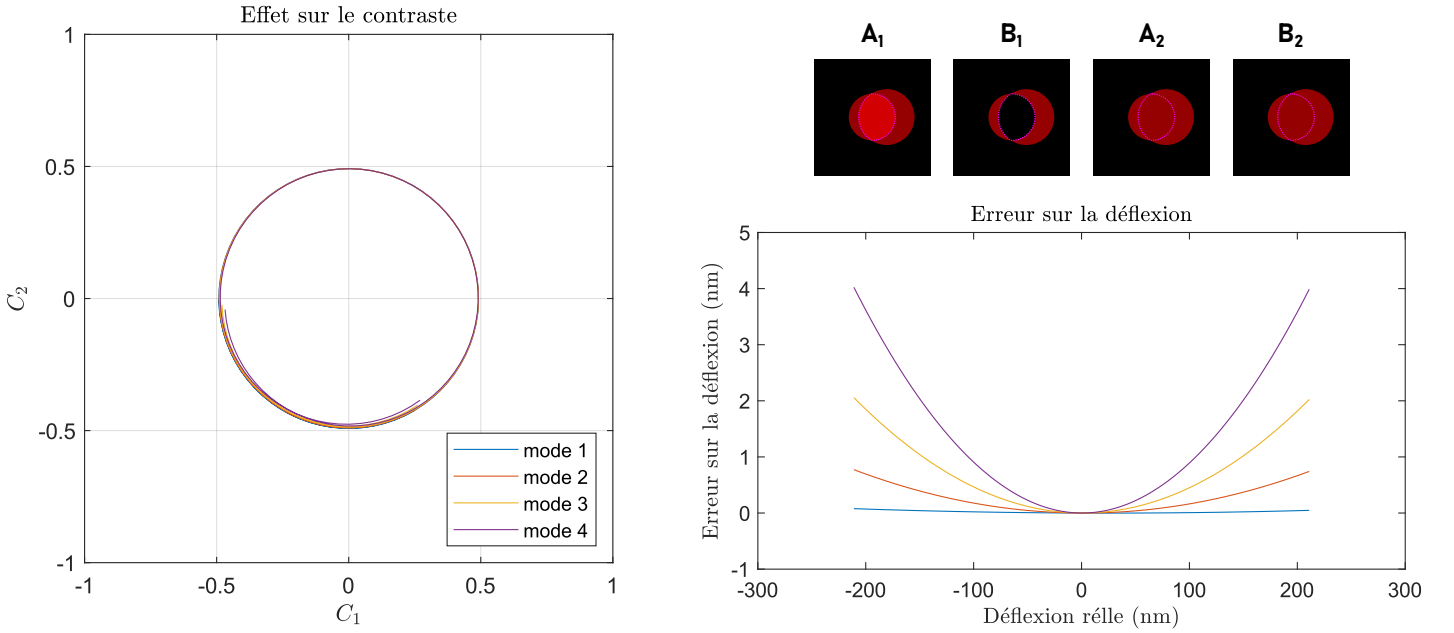 Effet sur le contraste
1
0.5
0
-0.5
-1
C2
-1
-0.5
0
0.5
1
C1
mode 1
mode 2
mode 3
mode 4
A1
B1
A2
B2
Erreur sur la déflexion
5
4
3
2
1
0
-1
Erreur sur la déflexion (nm)
-300
-200
-100
0
100
200
300
Déflexion rélle (nm)